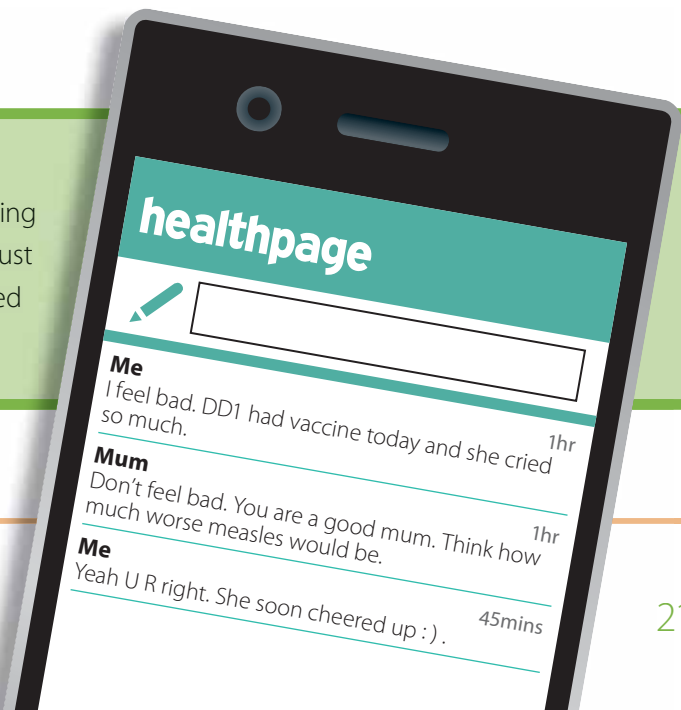 ing
ust
ed
healthpage
Me
I feel bad. DD1 had vaccine today and she cried
so much.
1hr
Mum
Don't feel bad. You are a good mum. Think how
much worse measles would be.
1hr
Me
Yeah U R right. She soon cheered up : ) .
45mins